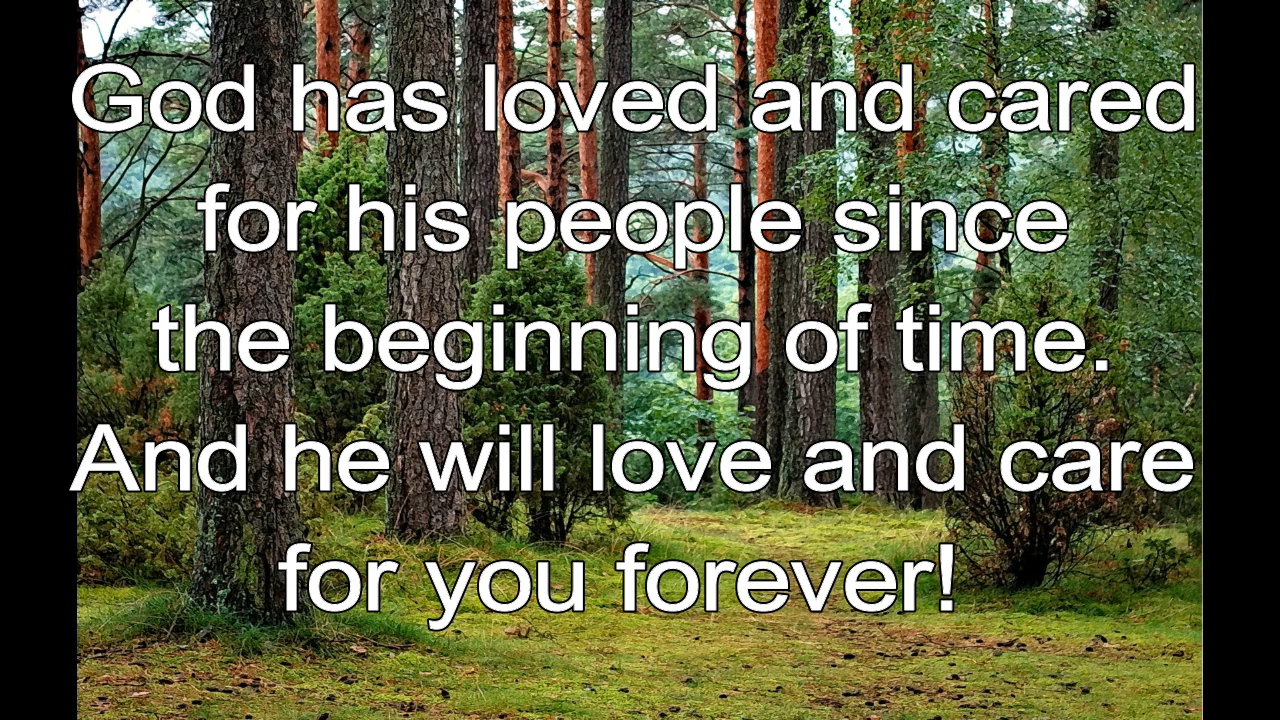 God has loved and cared
for his people since
the beginning of time.
And he will love and care
for you forever!